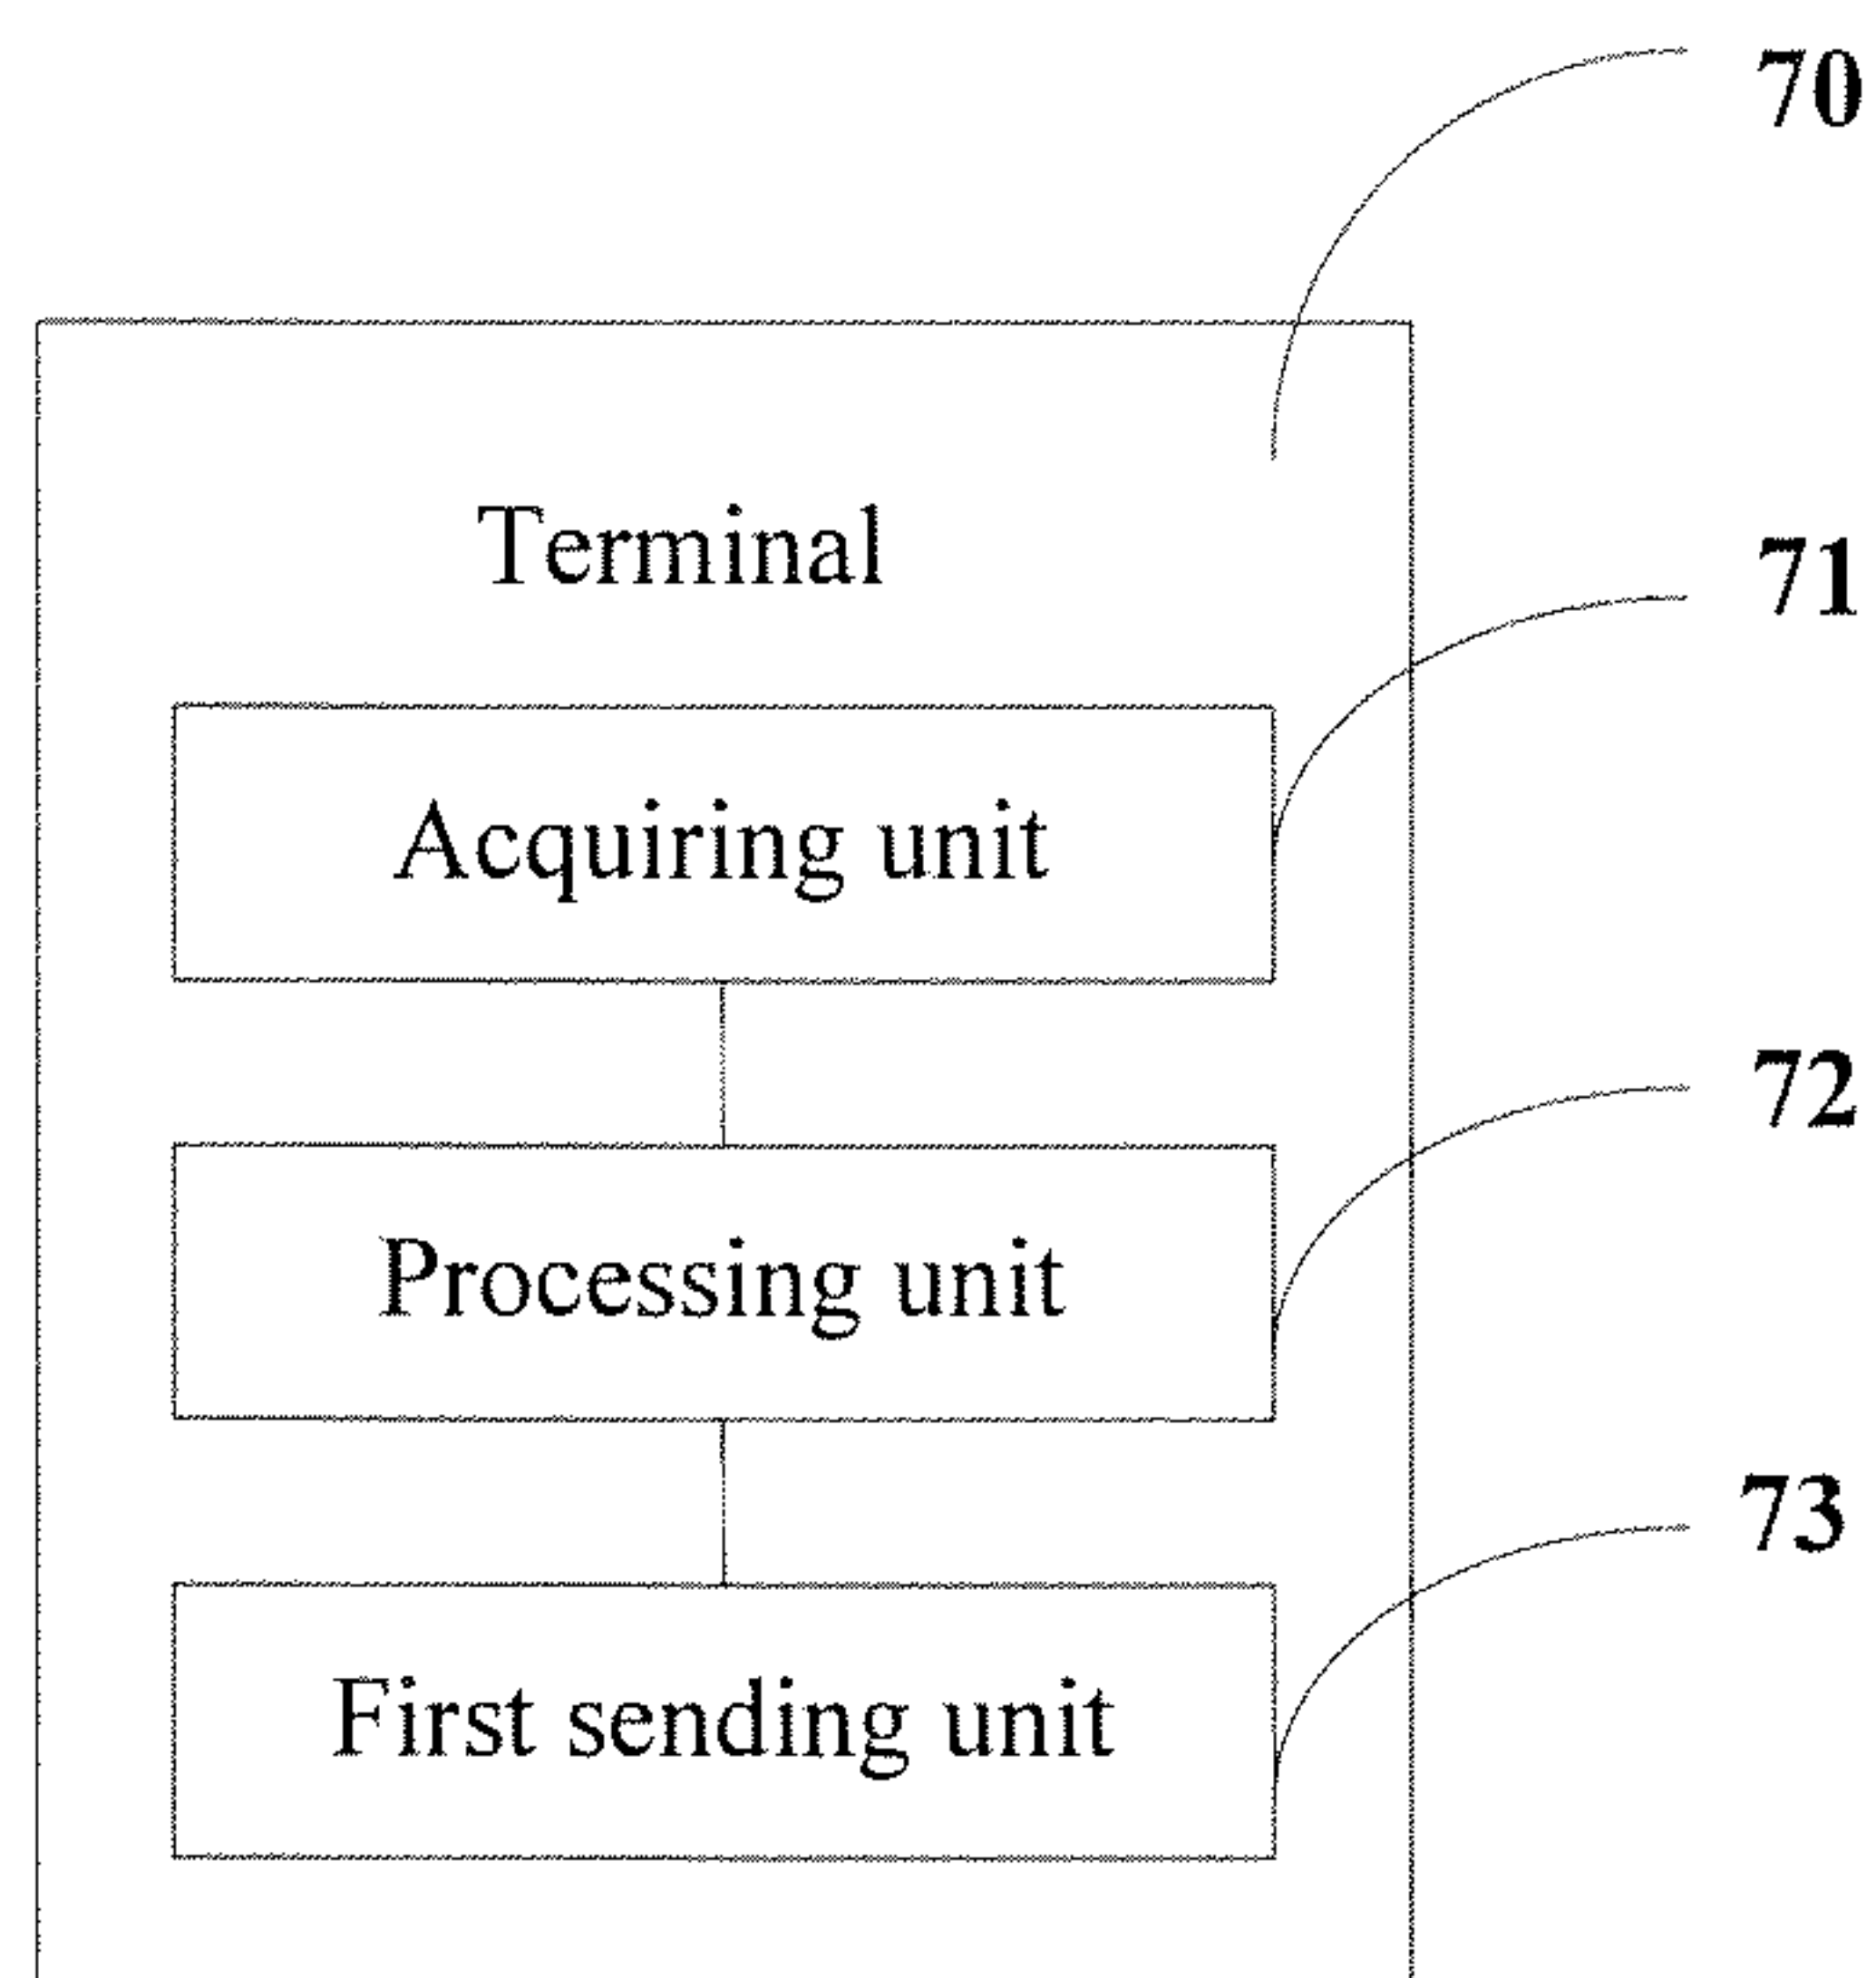 70
Terminal
71
Acquiring unit
72
Processing unit
73
First sending unit